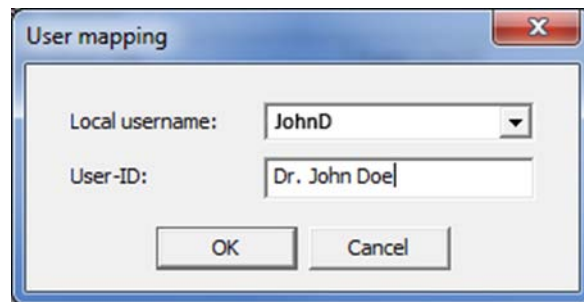 User mapping
Local username: JohnD
User-ID: Dr. John Doe
OK Cancel